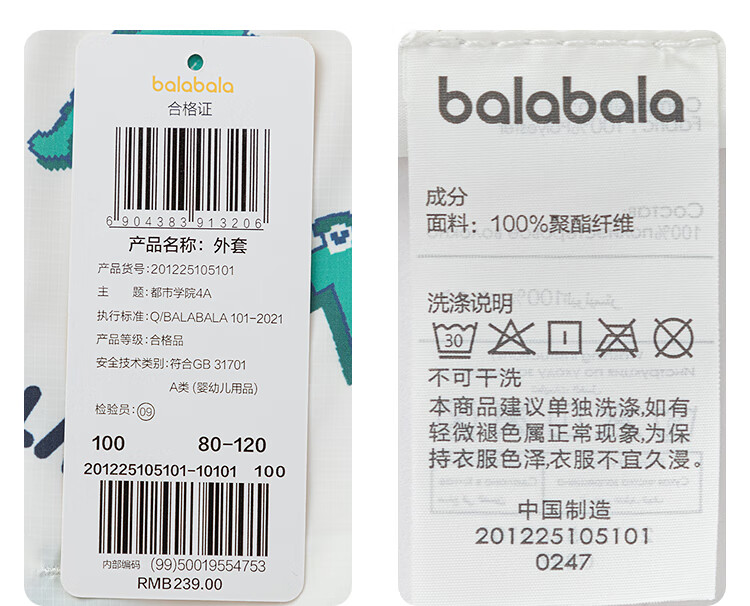 balabala
合格证
6 904383 913206
产品名称：外套
产品货号:201225105101
主 题:都市学院4A
执行标准:Q/BALABALA 101-2021
产品等级:合格品
安全技术类别:符合GB 31701
A类 (婴幼儿用品)
检验员:09
100 80-120
201225105101-10101 100
内部编码 (99)50019554753
RMB239.00
balabala
成分
面料：100%聚酯纤维
洗涤说明
30
不可干洗
本商品建议单独洗涤,如有
轻微褪色属正常现象,为保
持衣服色泽,衣服不宜久浸。
中国制造
201225105101
0247